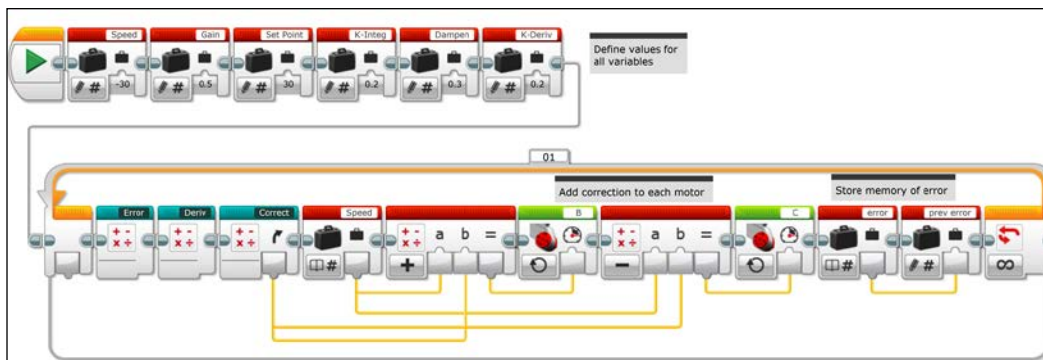 Speed Gain Set Point K-Integ Dampen K-Deriv
Define values for
all variables
# -30 # 0.5 # 30 # 0.2 # 0.3 # 0.2
01
Add correction to each motor
Store memory of error
Error Deriv Correct Speed B C error prev error
+ - + - + - + - a b = + - a b =
x ÷ x ÷ x ÷ x ÷ x ÷
# + − # # ∞